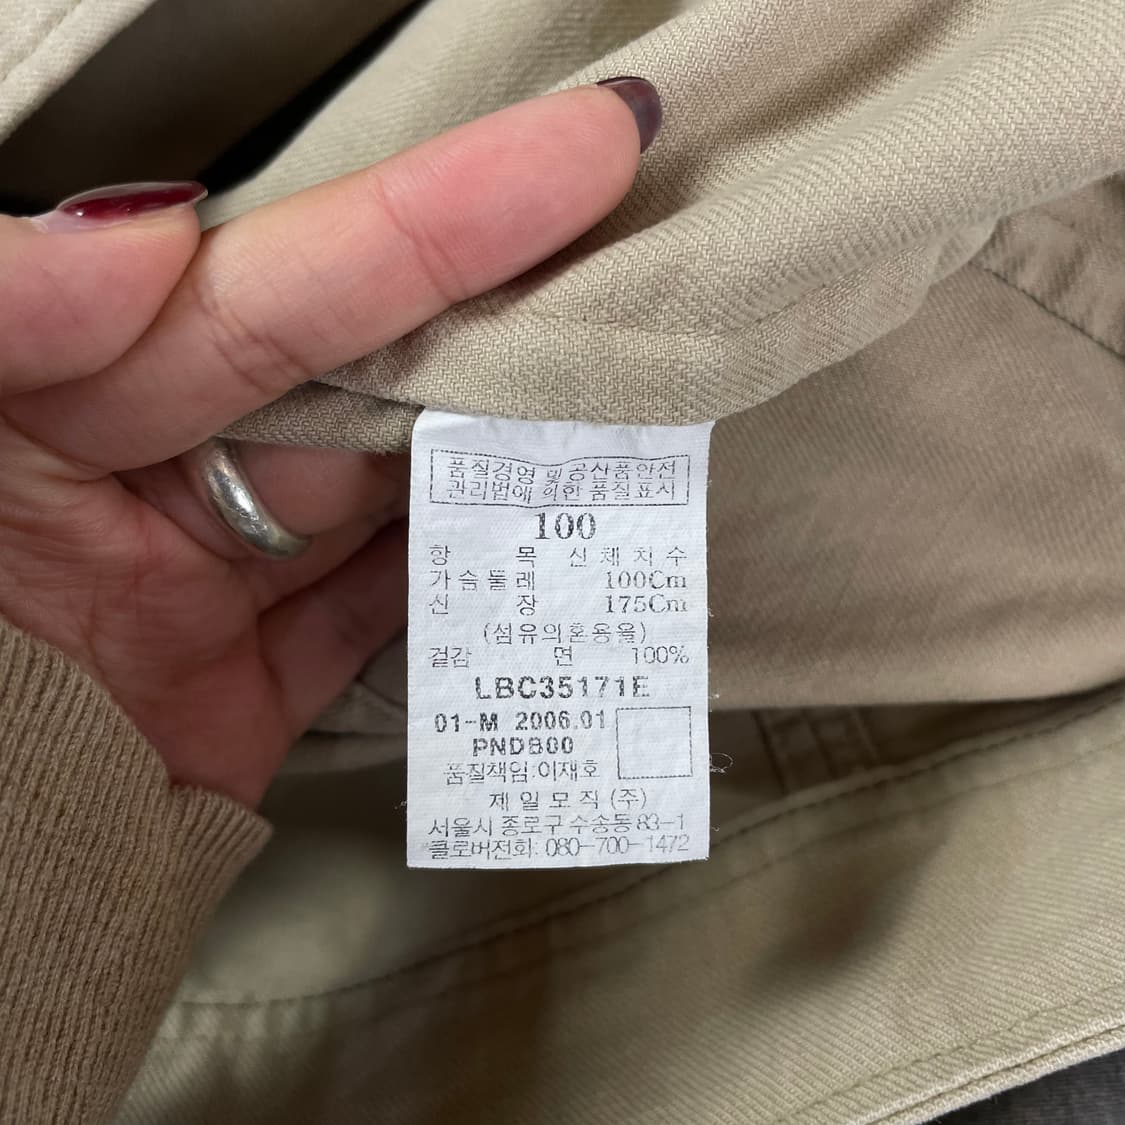 품질경영 및 공산품안전
관리법에 의한 품질표시
100
항 목 신체치수
가슴둘레 100Cm
신 장 175Cm
(섬유의혼용율)
겉감 면 100%
LBC35171E
01-M 2006.01
PNDB00
품질책임:이재호
제일모직(주)
서울시 종로구 수송동 83-1
클로버전화: 080-700-1472